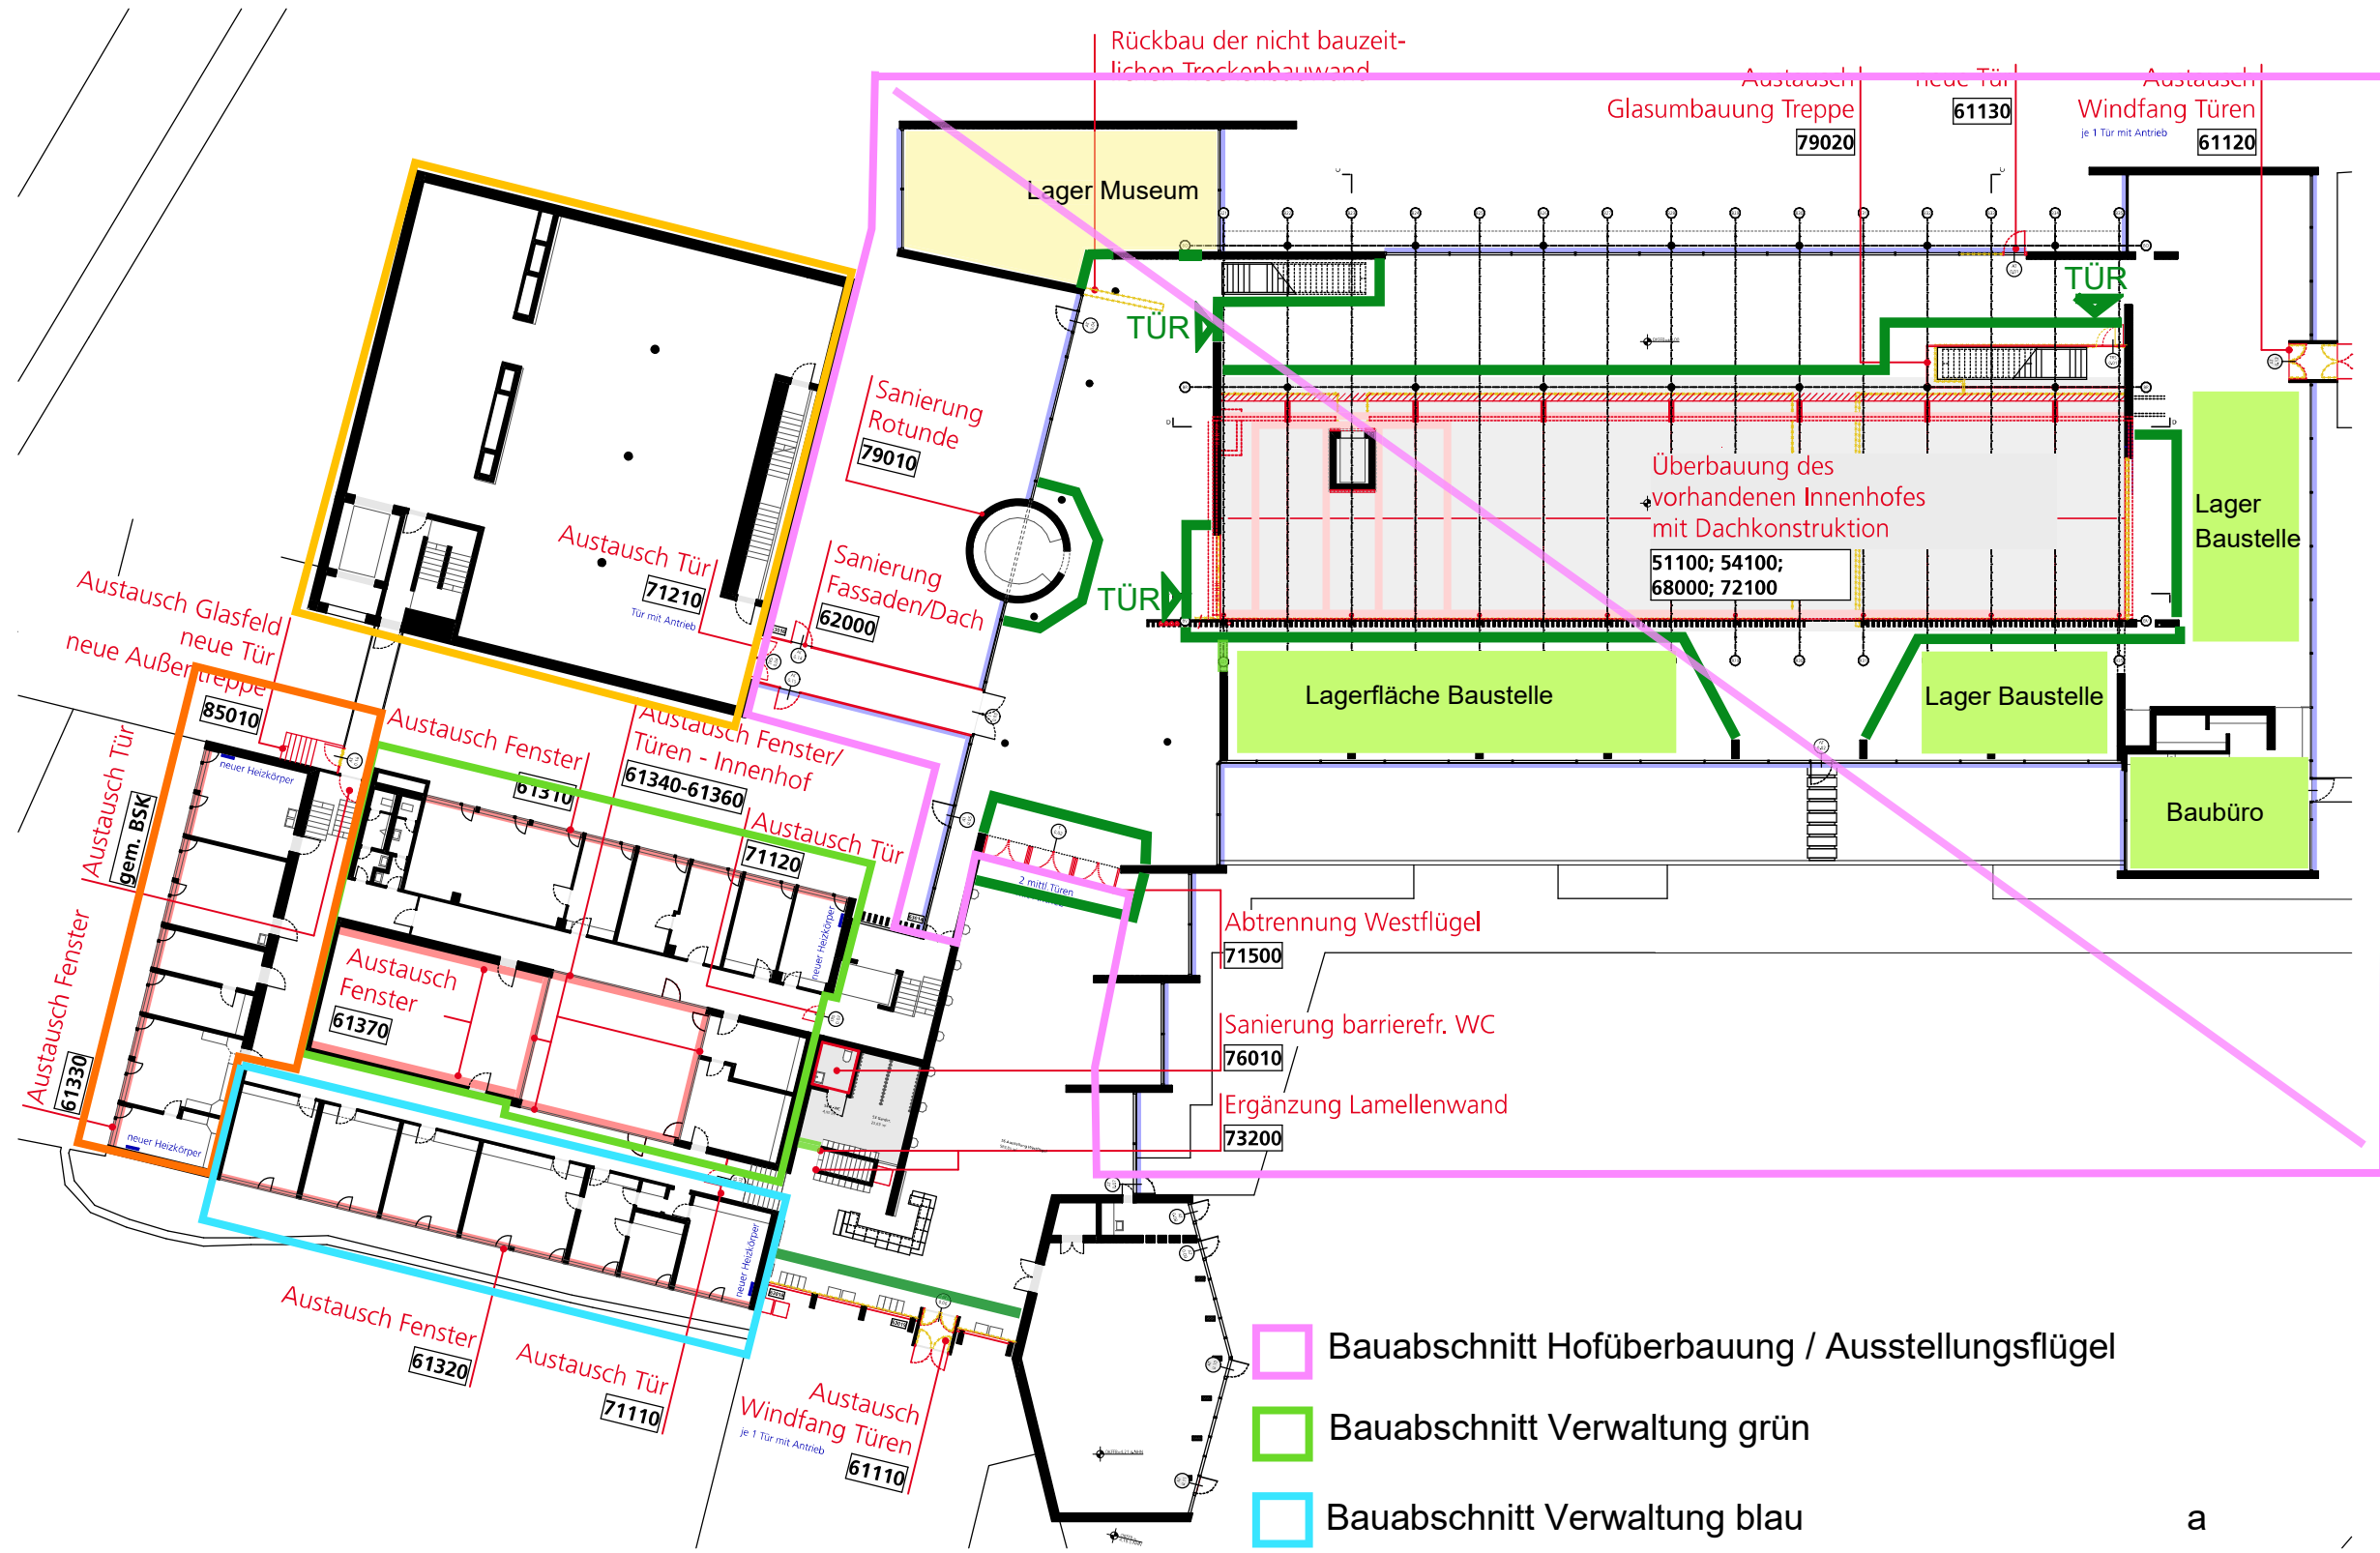 Rückbau der nicht bauzeit-
lichen Trockenbauwand
Austausch
Glasumbauung Treppe
79020
neue Tür
61130
Austausch
Windfang Türen
je 1 Tür mit Antrieb
61120
Lager Museum
TÜR
TÜR
TÜR
Sanierung
Rotunde
79010
Sanierung
Fassaden/Dach
62000
Austausch Tür
71210
Tür mit Antrieb
Überbauung des
vorhandenen Innenhofes
mit Dachkonstruktion
51100; 54100;
68000; 72100
Lager
Baustelle
Lagerfläche Baustelle
Lager Baustelle
Baubüro
Austausch Glasfeld
neue Tür
neue Außentreppe
85010
Austausch Tür
gem. BSK
neuer Heizkörper
Austausch Fenster
61310
Austausch Fenster/
Türen - Innenhof
61340-61360
Austausch Tür
71120
neuer Heizkörper
2 mittl. Türen
Austausch
Fenster
61370
Austausch Fenster
61330
neuer Heizkörper
Abtrennung Westflügel
71500
Sanierung barrierefr. WC
76010
Ergänzung Lamellenwand
73200
neuer Heizkörper
Austausch Fenster
61320
Austausch Tür
71110
Austausch
Windfang Türen
je 1 Tür mit Antrieb
61110
Bauabschnitt Hofüberbauung / Ausstellungsflügel
Bauabschnitt Verwaltung grün
Bauabschnitt Verwaltung blau
a